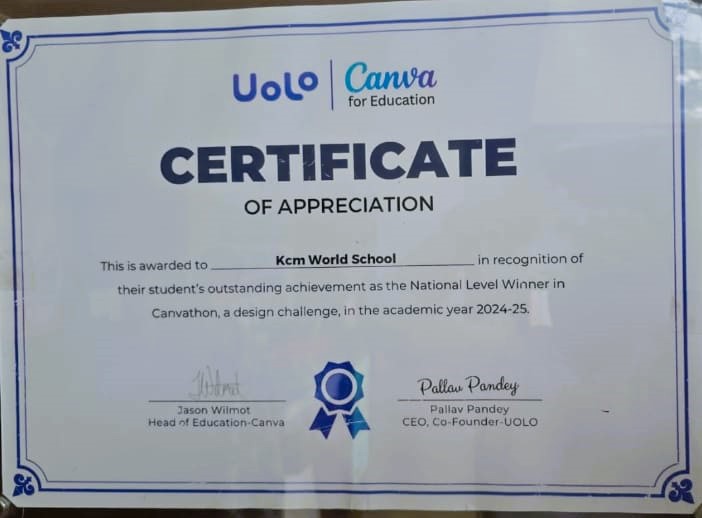 UOLO Canva
for Education
CERTIFICATE
OF APPRECIATION
This is awarded to Kcm World School in recognition of
their student's outstanding achievement as the National Level Winner in
Canvathon, a design challenge, in the academic year 2024-25.
Pallav Pandey
Jason Wilmot Pallav Pandey
Head of Education-Canva CEO, Co-Founder-UOLO